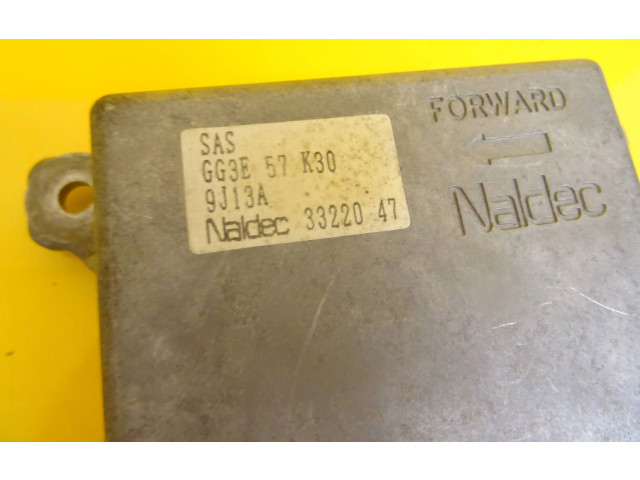 SAS
GG3E 57 K30
9J13A
Naldec 33220 47
FORWARD
Naldec